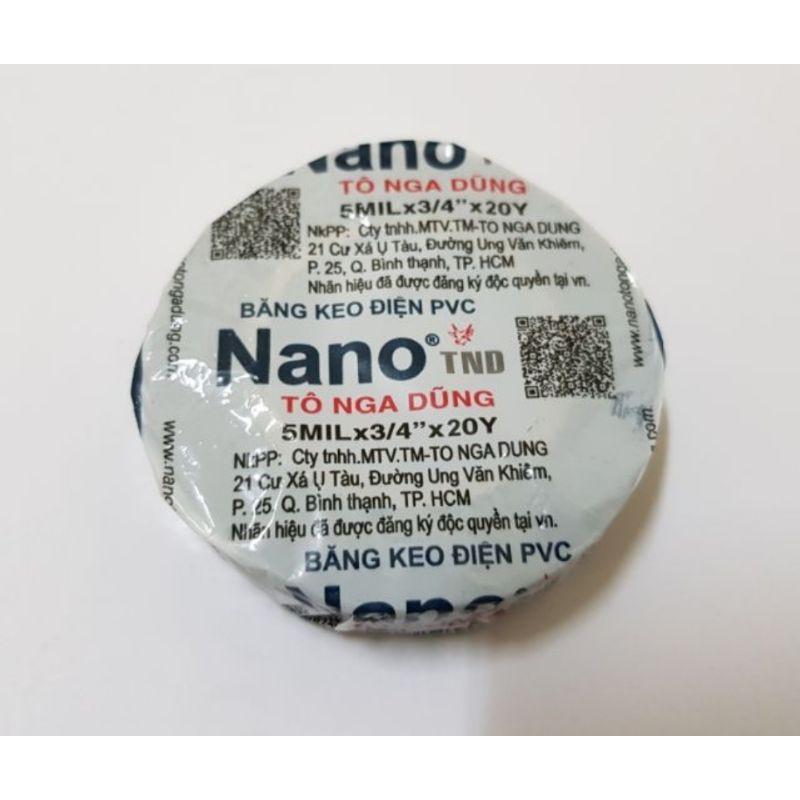 Nano
TÔ NGA DŨNG
5MILx3/4”x20Y
NkPP: Cty tnhh.MTV.TM-TO NGA DUNG
21 Cư Xá Ụ Tàu, Đường Ung Văn Khiêm,
P. 25, Q. Bình thạnh, TP. HCM
Nhãn hiệu đã được đăng ký độc quyền tại vn.
BĂNG KEO ĐIỆN PVC
Nano® TND
TÔ NGA DŨNG
5MILx3/4”x20Y
NkPP: Cty tnhh.MTV.TM-TO NGA DUNG
21 Cư Xá Ụ Tàu, Đường Ung Văn Khiêm,
P. 25, Q. Bình thạnh, TP. HCM
Nhãn hiệu đã được đăng ký độc quyền tại vn.
BĂNG KEO ĐIỆN PVC
Nano